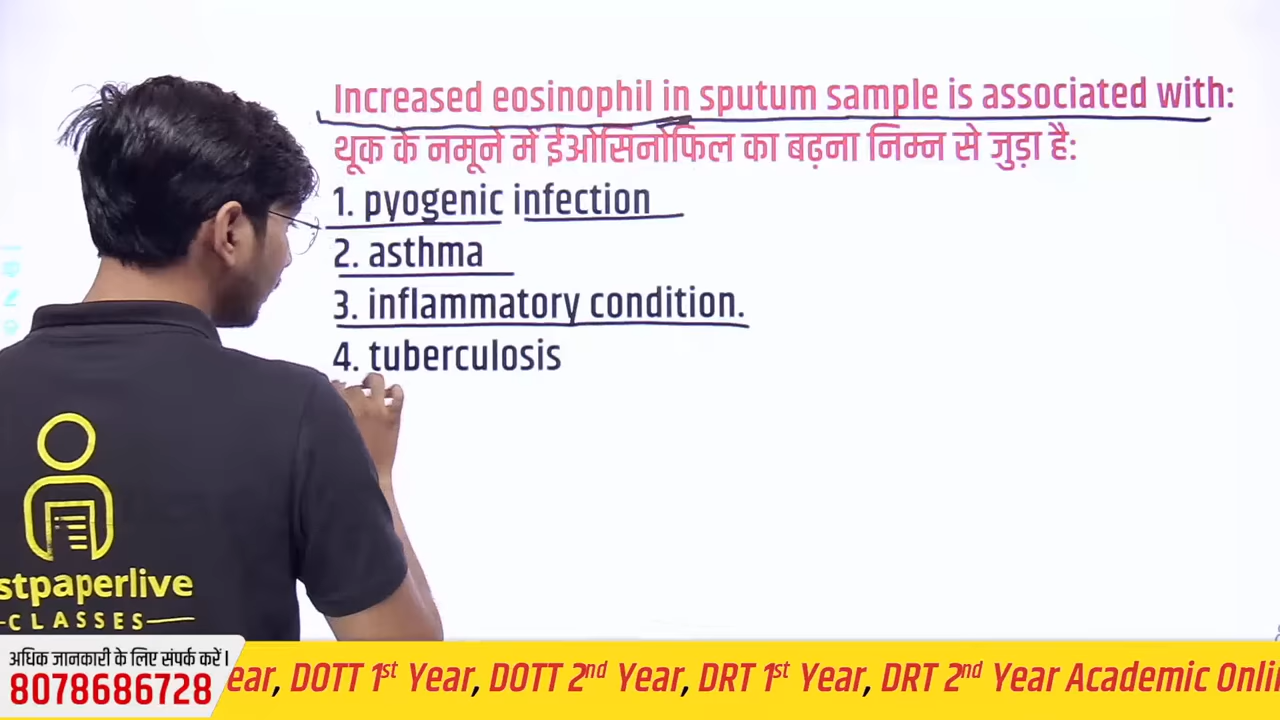 Increased eosinophil in sputum sample is associated with:
थूक के नमूने में ईओसिनोफिल का बढ़ना निम्न से जुड़ा है:
1. pyogenic infection
2. asthma
3. inflammatory condition.
4. tuberculosis
stpaperlive
CLASSES
अधिक जानकारी के लिए संपर्क करें।
8078686728
ear, DOTT 1st Year, DOTT 2nd Year, DRT 1st Year, DRT 2nd Year Academic Onli